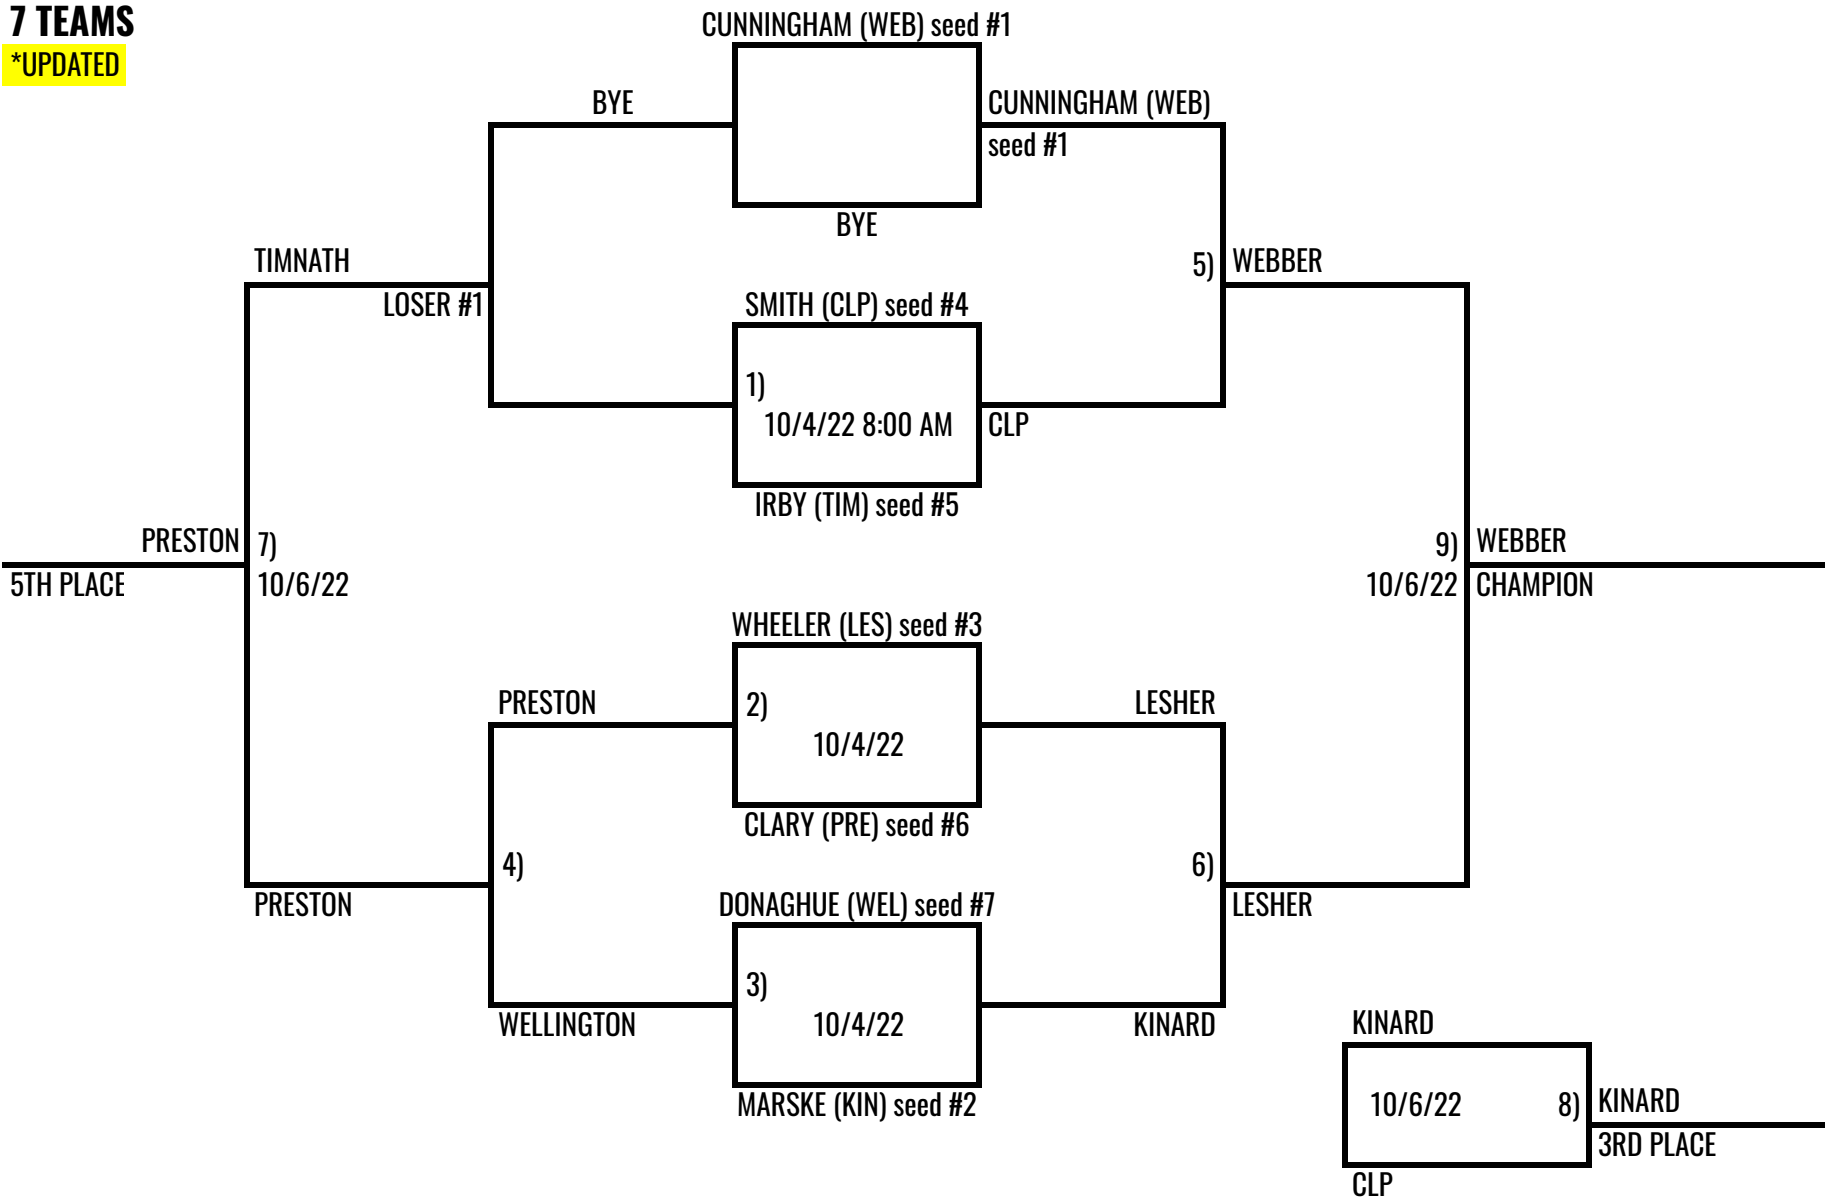 7 TEAMS
*UPDATED
CUNNINGHAM (WEB) seed #1
BYE
CUNNINGHAM (WEB)
seed #1
BYE
TIMNATH
LOSER #1
SMITH (CLP) seed #4
5)
WEBBER
1)
10/4/22 8:00 AM
CLP
IRBY (TIM) seed #5
PRESTON
7)
5TH PLACE
10/6/22
9)
WEBBER
10/6/22
CHAMPION
WHEELER (LES) seed #3
PRESTON
2)
LESHER
10/4/22
CLARY (PRE) seed #6
4)
6)
PRESTON
DONAGHUE (WEL) seed #7
LESHER
3)
WELLINGTON
10/4/22
KINARD
MARSKE (KIN) seed #2
KINARD
10/6/22
8)
KINARD
3RD PLACE
CLP